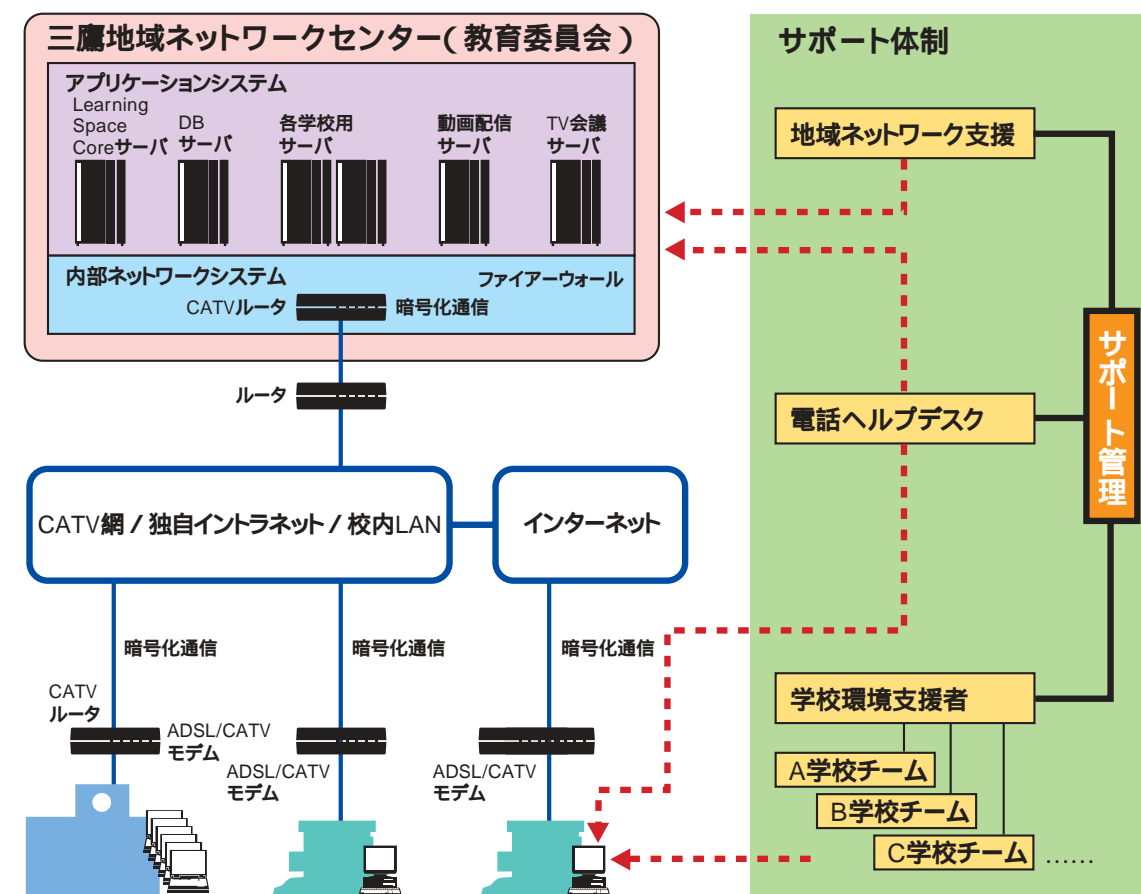 三鷹地域ネットワークセンター(教育委員会)
アプリケーションシステム
Learning
Space
Coreサーバ
DB
サーバ
各学校用
サーバ
動画配信
サーバ
TV会議
サーバ
内部ネットワークシステム
ファイアーウォール
CATVルータ
暗号化通信
ルータ
CATV網 / 独自イントラネット / 校内LAN
インターネット
暗号化通信
暗号化通信
暗号化通信
CATV
ルータ
ADSL/CATV
モデム
ADSL/CATV
モデム
ADSL/CATV
モデム
サポート体制
地域ネットワーク支援
電話ヘルプデスク
サポート管理
学校環境支援者
A学校チーム
B学校チーム
C学校チーム ……